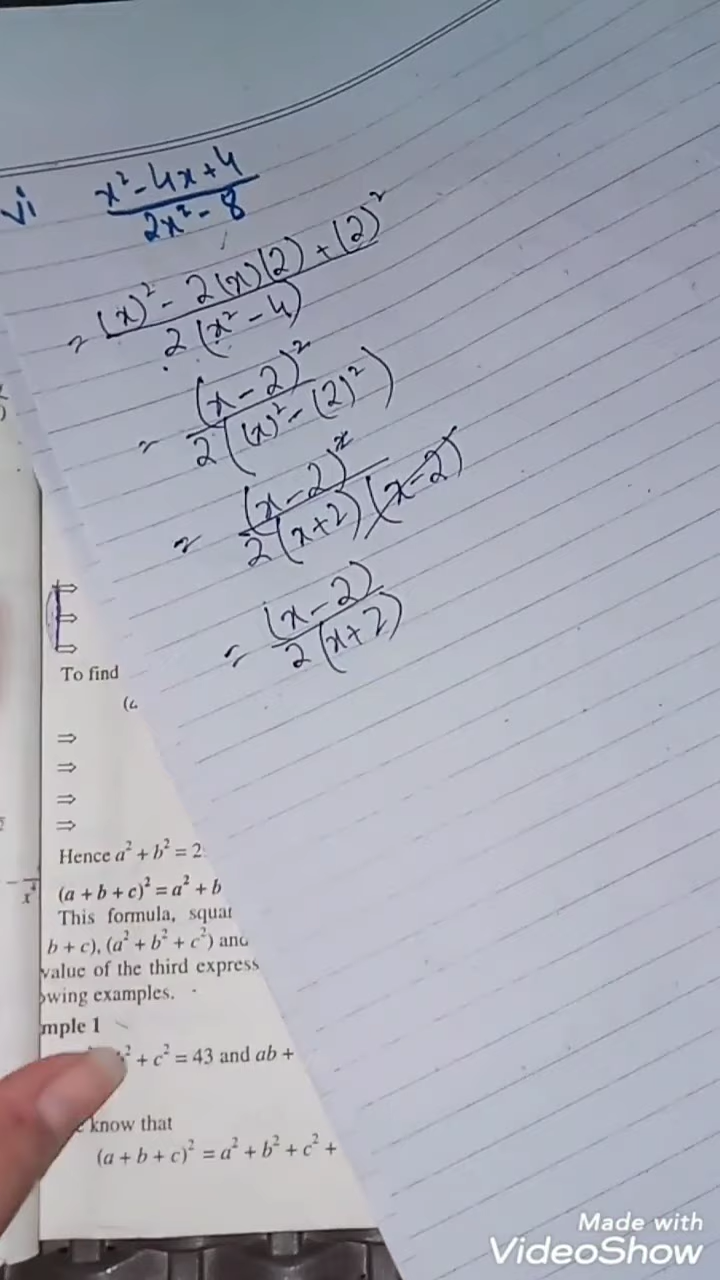 vi x² - 4x + 4 / 2x² - 8
= (x)² - 2(x)(2) + (2)² / 2(x² - 4)
= (x - 2)² / 2((x)² - (2)²)
= (x - 2)² / 2(x+2)(x-2)
= (x - 2) / 2(x+2)
⇒
⇒
⇒
To find
(
⇒
⇒
⇒
⇒
Hence a² + b² = 2
(a + b + c)² = a² + b
This formula, squar
b + c), (a² + b² + c²) and
value of the third express
owing examples.
mple 1
² + c² = 43 and ab +
know that
(a + b + c)² = a² + b² + c² +
Made with
VideoShow